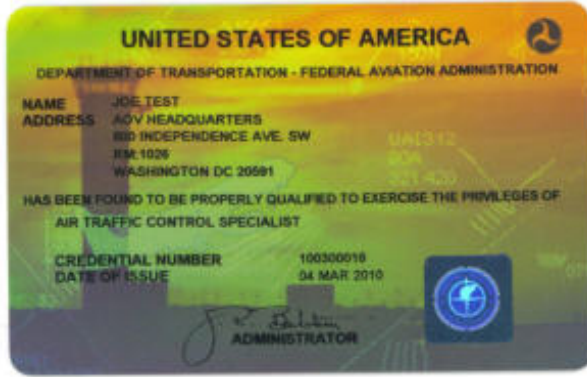 UNITED STATES OF AMERICA
DEPARTMENT OF TRANSPORTATION - FEDERAL AVIATION ADMINISTRATION
NAME JOE TEST
ADDRESS AOV HEADQUARTERS
800 INDEPENDENCE AVE. SW
RM:1026
WASHINGTON DC 20591
HAS BEEN FOUND TO BE PROPERLY QUALIFIED TO EXERCISE THE PRIVILEGES OF
AIR TRAFFIC CONTROL SPECIALIST
CREDENTIAL NUMBER 100300016
DATE OF ISSUE 04 MAR 2010
ADMINISTRATOR